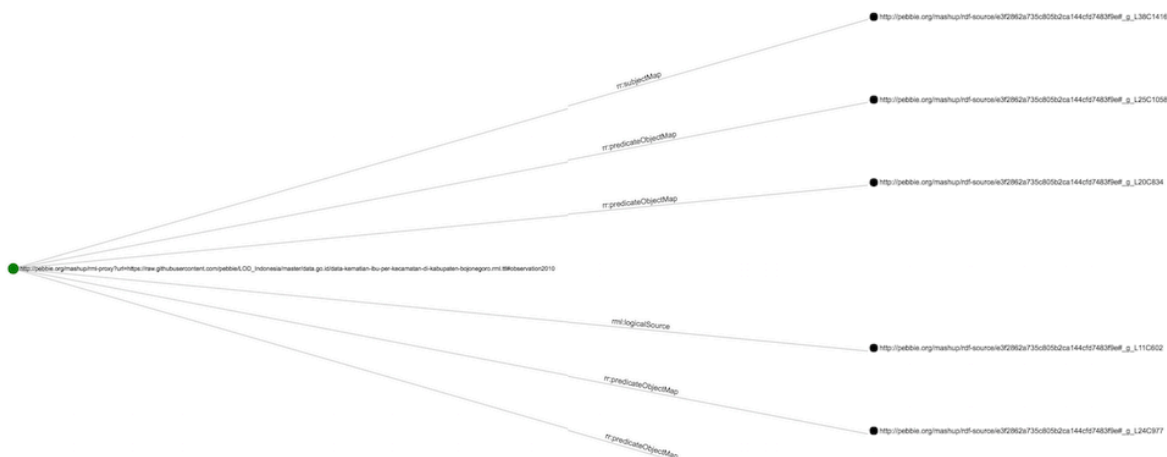 http://pebbie.org/mashup/rdf-source/e3f2862a735c805b2ca144cfd7483f9e#_g_L38C1416
rr:subjectMap
http://pebbie.org/mashup/rdf-source/e3f2862a735c805b2ca144cfd7483f9e#_g_L25C1058
rr:predicateObjectMap
http://pebbie.org/mashup/rdf-source/e3f2862a735c805b2ca144cfd7483f9e#_g_L20C834
rr:predicateObjectMap
http://pebbie.org/mashup/rml-proxy?url=https://raw.githubusercontent.com/pebbie/LOD_Indonesia/master/data.go.id/data-kematian-ibu-per-kecamatan-di-kabupaten-bojonegoro.rml.ttl#observation2010
rml:logicalSource
http://pebbie.org/mashup/rdf-source/e3f2862a735c805b2ca144cfd7483f9e#_g_L11C602
rr:predicateObjectMap
http://pebbie.org/mashup/rdf-source/e3f2862a735c805b2ca144cfd7483f9e#_g_L24C977
rr:predicateObjectMap